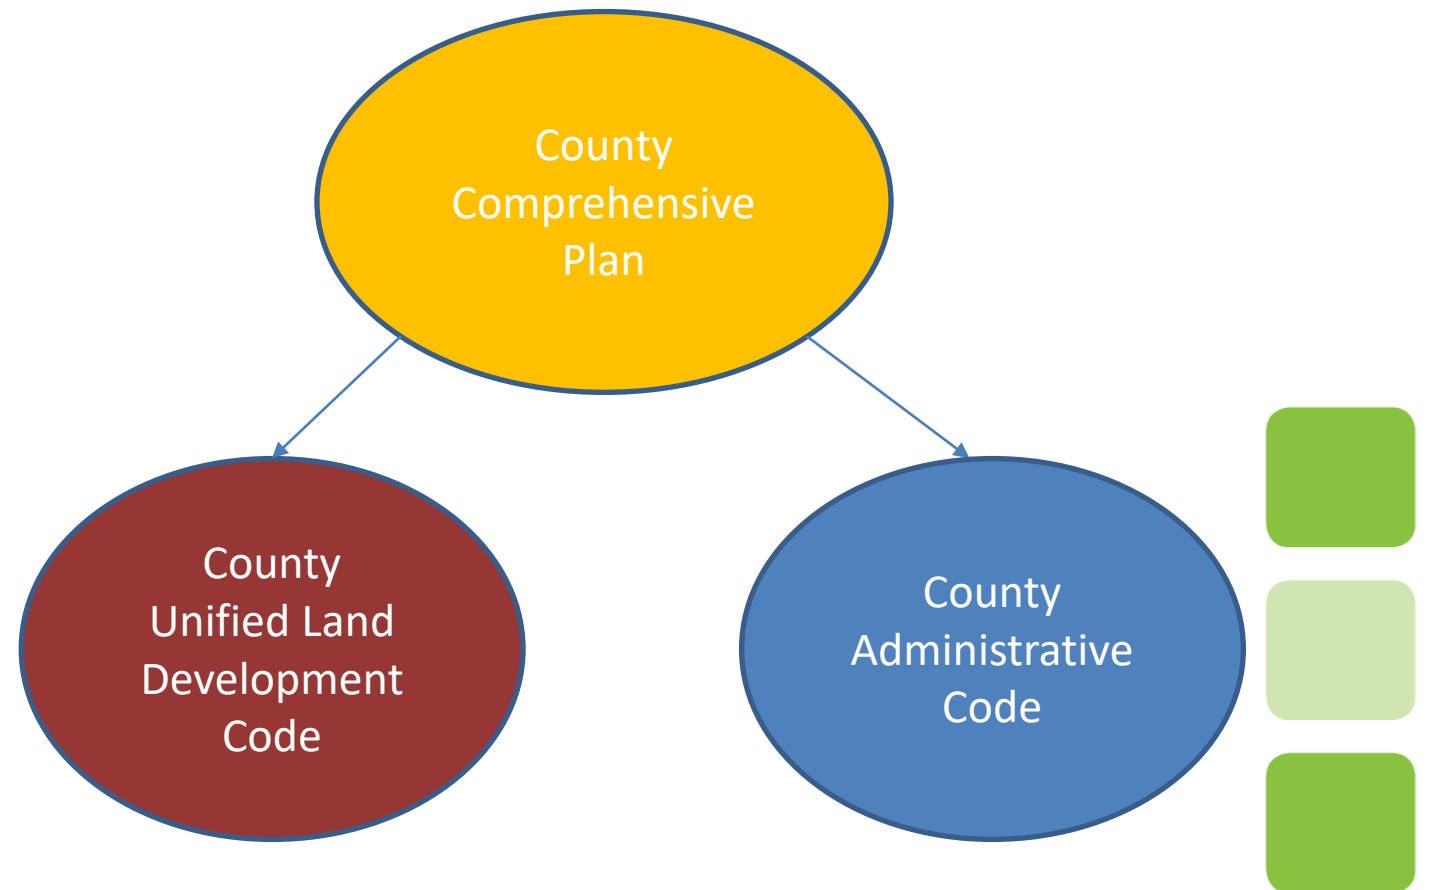 County
Comprehensive
Plan
County
Unified Land
Development
Code
County
Administrative
Code